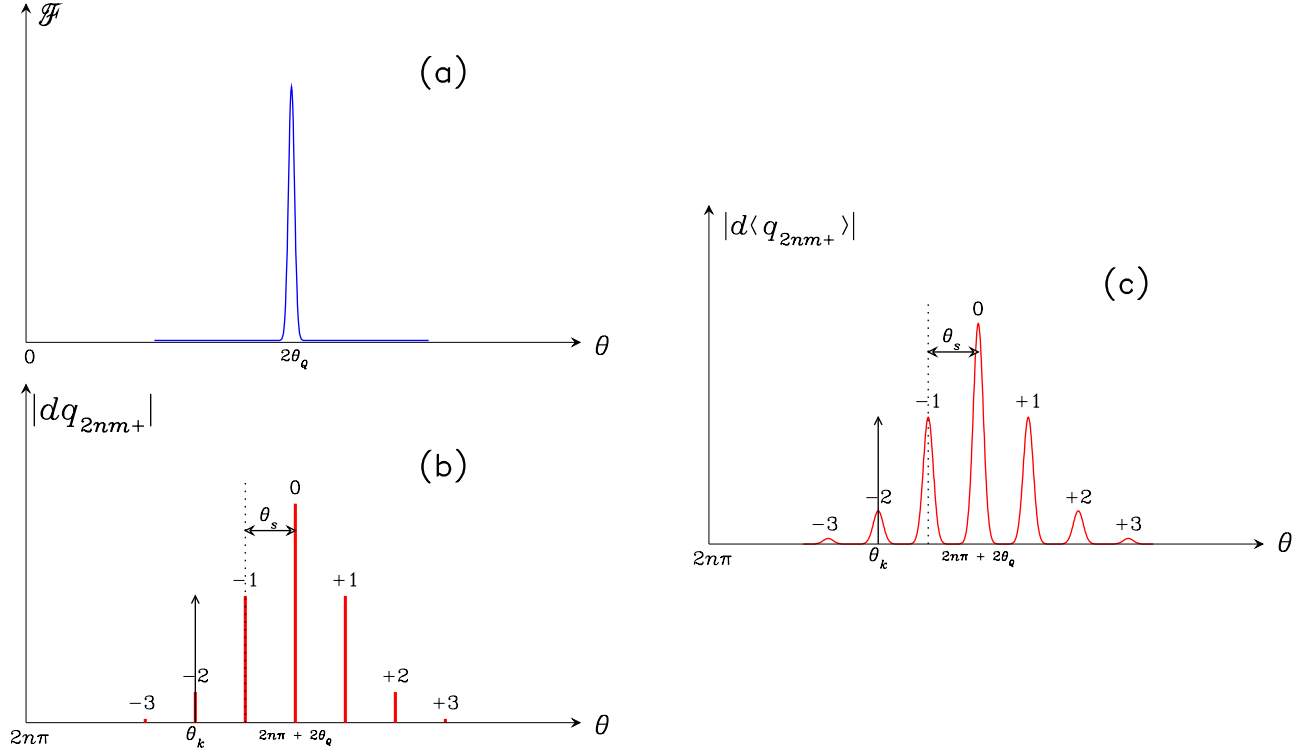 ℱ
(a)
0
2θ_Q
θ
|dq_{2nm+}|
(b)
0
θ_s
−1
+1
−2
+2
−3
+3
2nπ
θ_k
2nπ + 2θ_Q
θ
|d⟨q_{2nm+}⟩|
(c)
0
θ_s
−1
+1
−2
+2
−3
+3
2nπ
θ_k
2nπ + 2θ_Q
θ